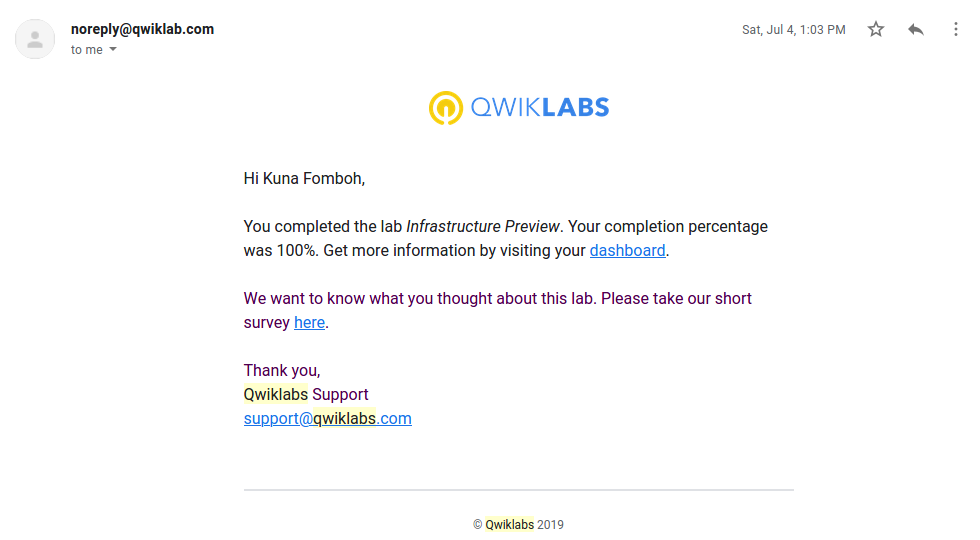 noreply@qwiklab.com
Sat, Jul 4, 1:03 PM
to me
QWIKLABS
Hi Kuna Fomboh,
You completed the lab Infrastructure Preview. Your completion percentage
was 100%. Get more information by visiting your dashboard.
We want to know what you thought about this lab. Please take our short
survey here.
Thank you,
Qwiklabs Support
support@qwiklabs.com
© Qwiklabs 2019